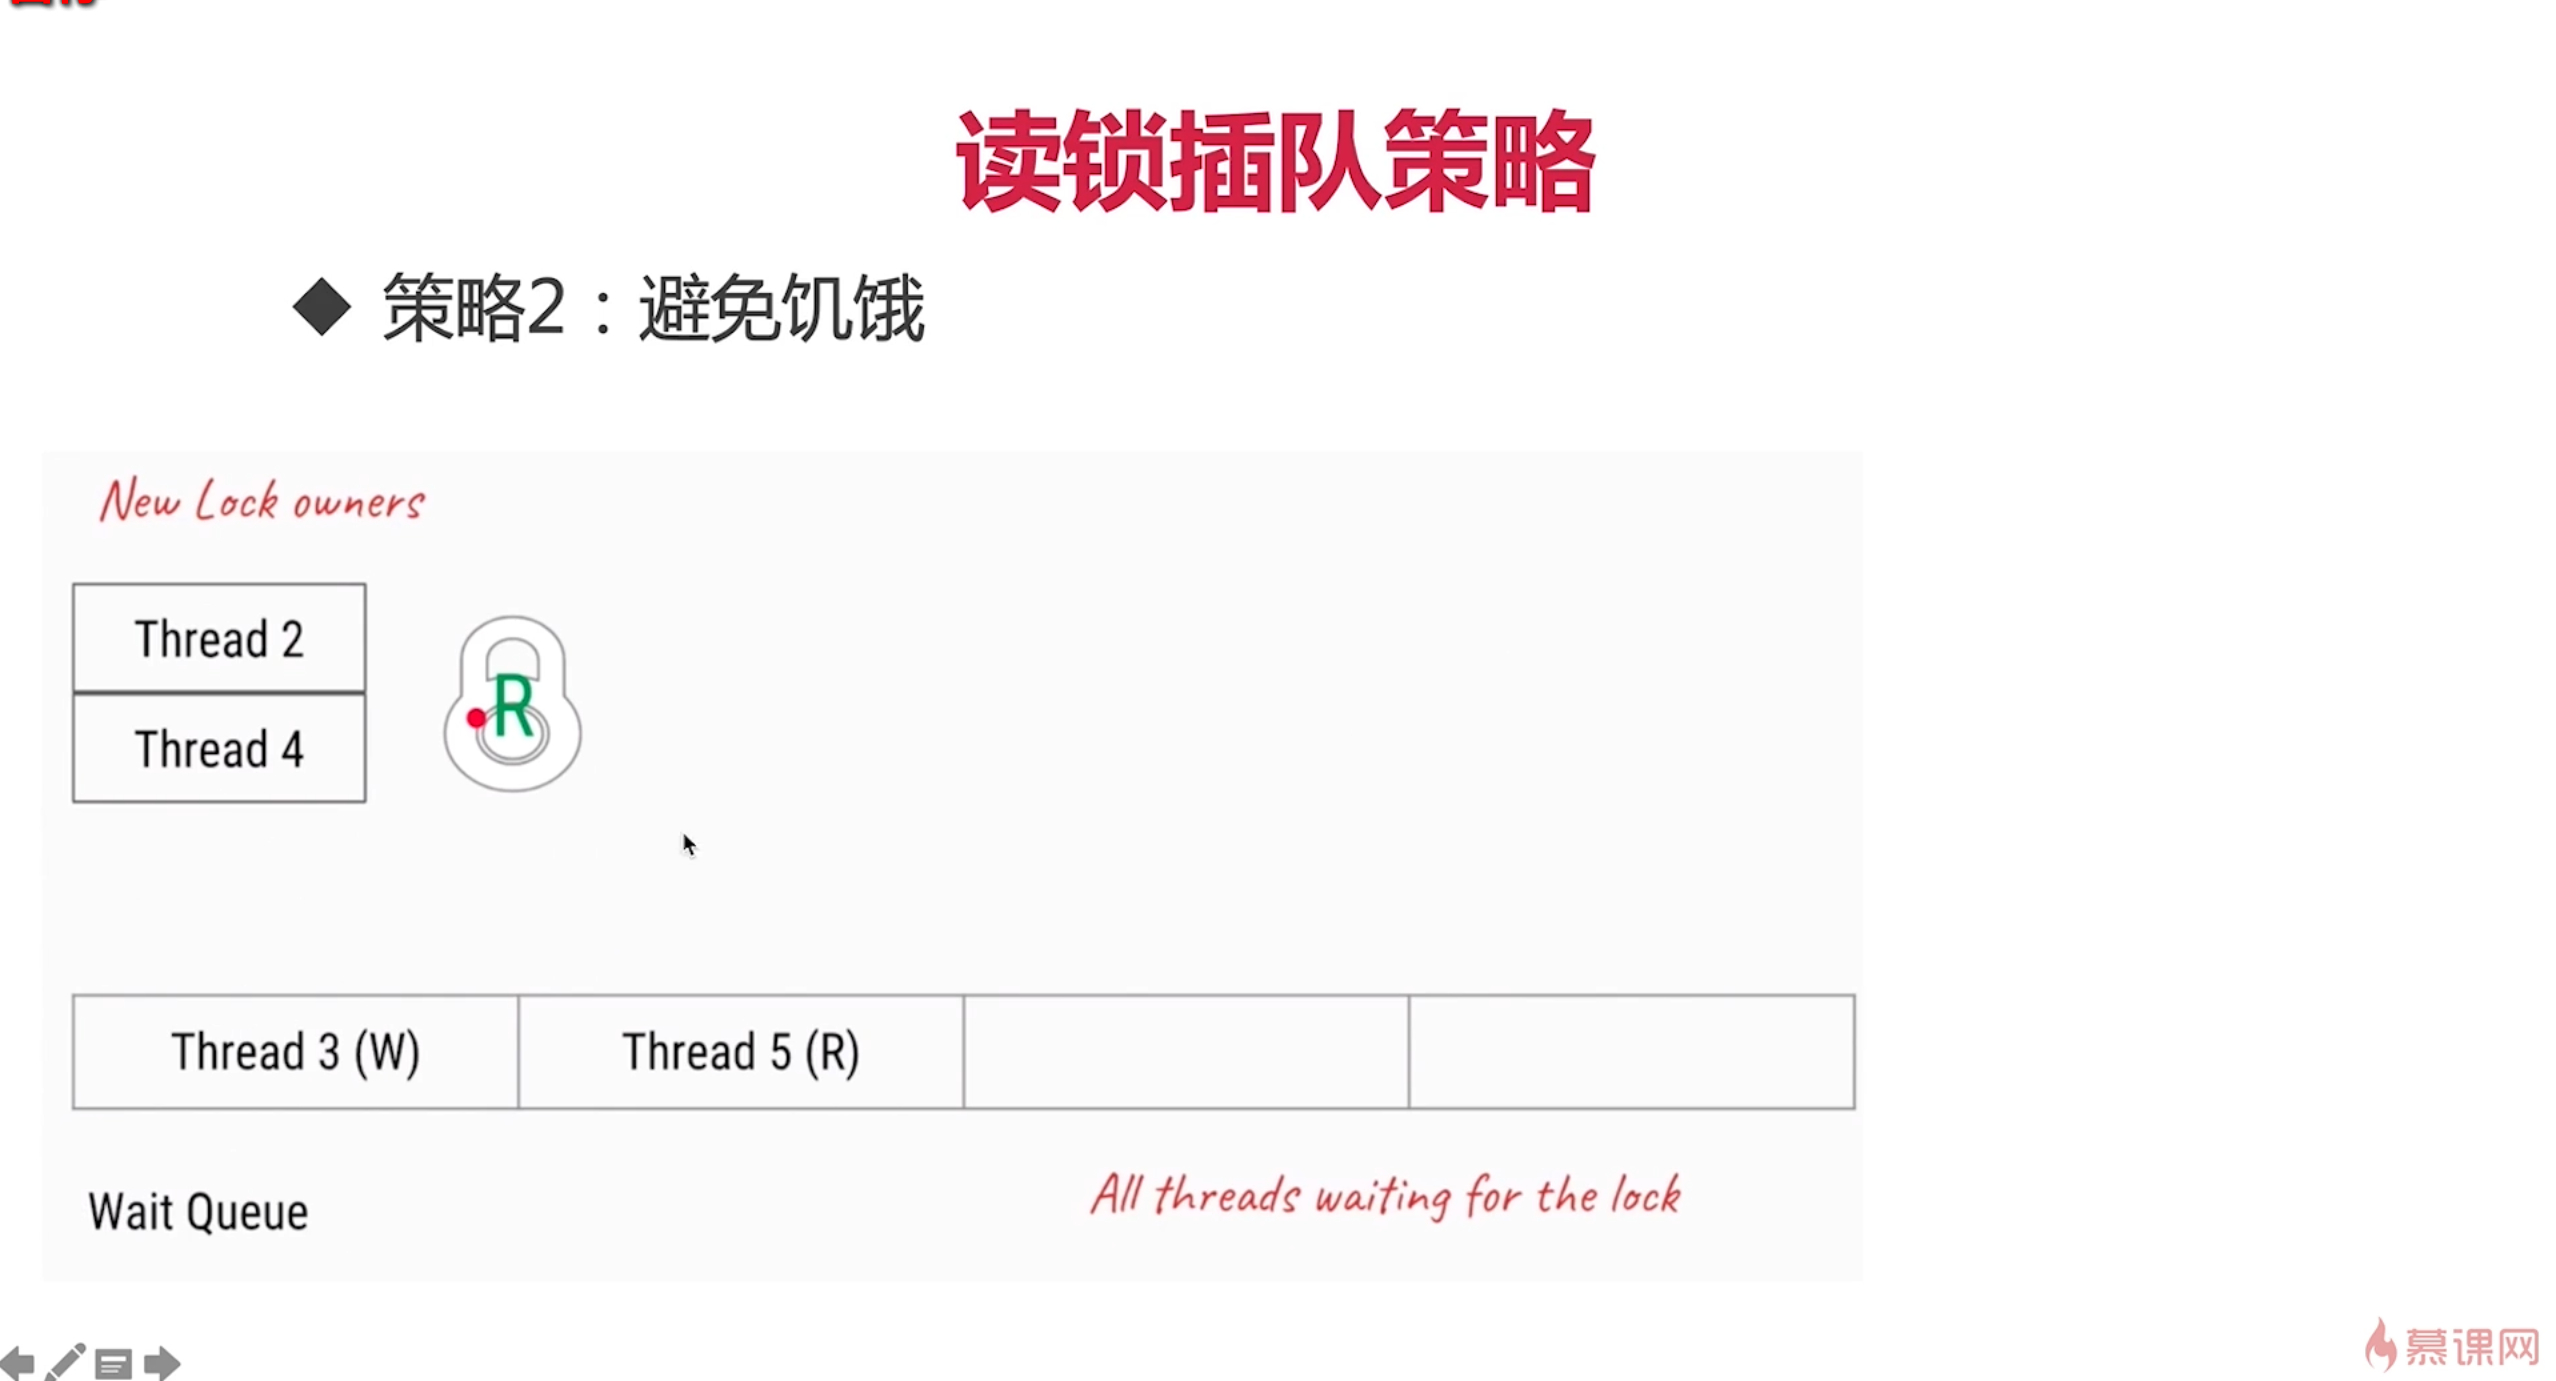 读锁插队策略
◆ 策略2：避免饥饿
New Lock owners
Thread 2
R
Thread 4
Thread 3 (W)
Thread 5 (R)
Wait Queue
All threads waiting for the lock
慕课网